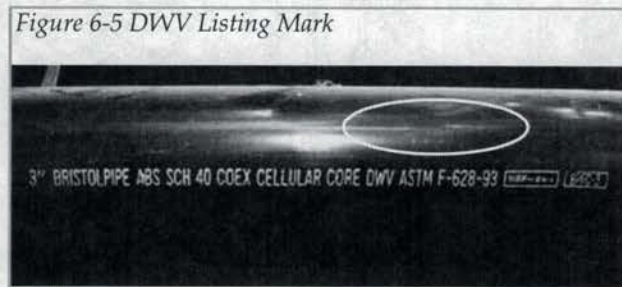 Figure 6-5 DWV Listing Mark
3" BRISTOLPIPE ABS SCH 40 COEX CELLULAR CORE DWV ASTM F-628-93